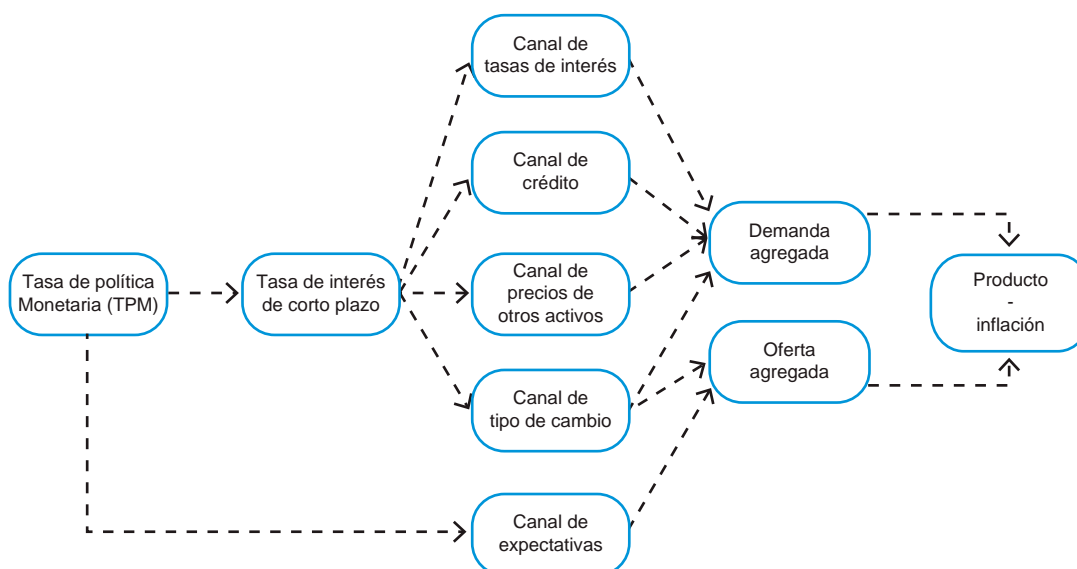 Canal de
tasas de interés
Canal de
crédito
Demanda
agregada
Tasa de política
Monetaria (TPM)
Tasa de interés
de corto plazo
Canal de
precios de
otros activos
Producto
-
inflación
Oferta
agregada
Canal de
tipo de cambio
Canal de
expectativas